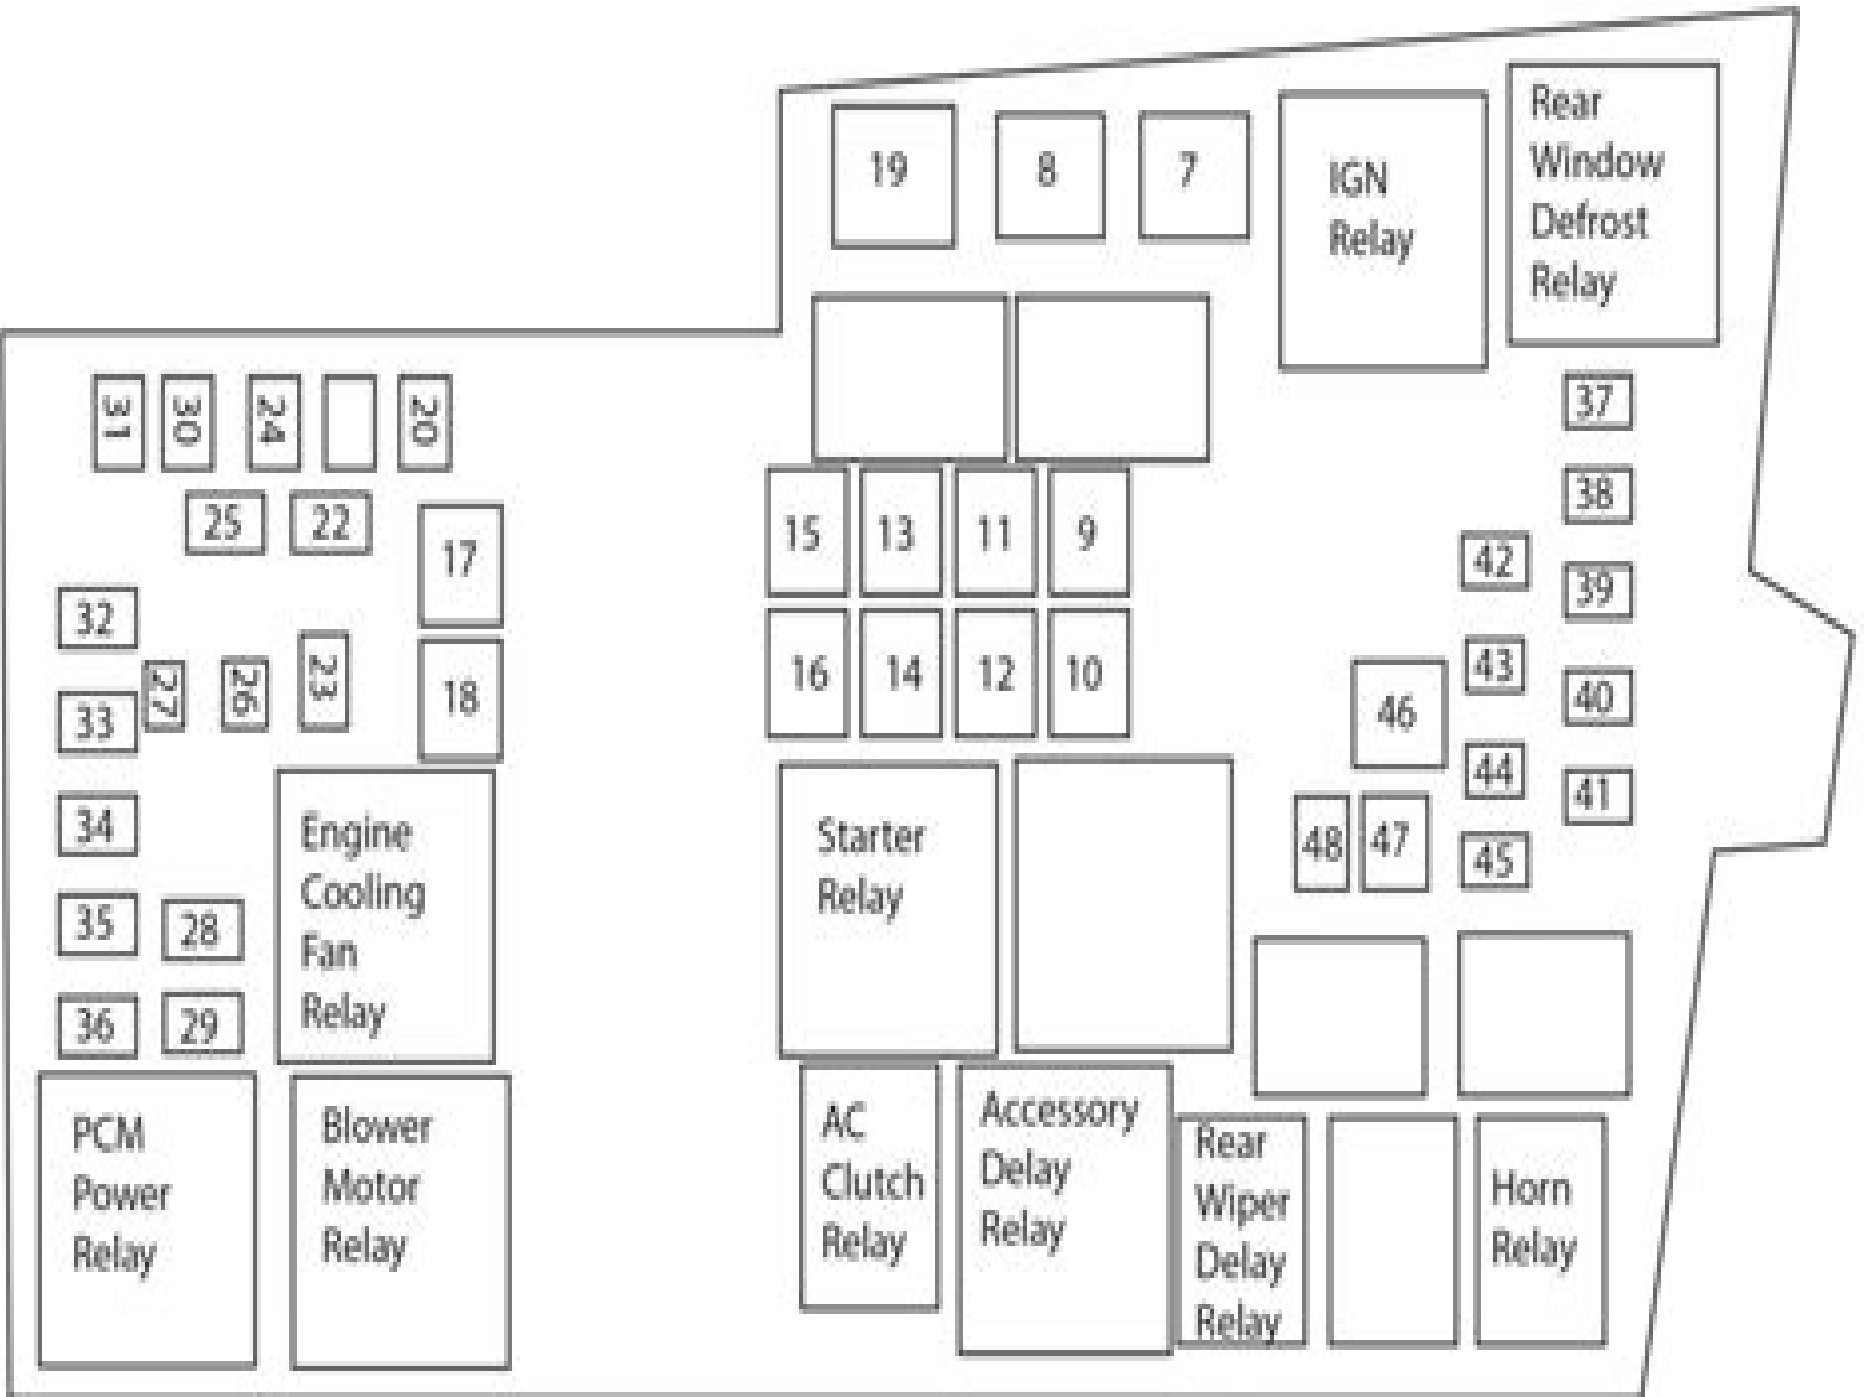 19
8
7
IGN
Relay
Rear
Window
Defrost
Relay
31
30
24
20
25
22
17
18
32
33
27
26
23
34
35
28
36
29
Engine
Cooling
Fan
Relay
PCM
Power
Relay
Blower
Motor
Relay
15
13
11
9
16
14
12
10
37
38
42
39
43
40
46
44
41
48
47
45
Starter
Relay
AC
Clutch
Relay
Accessory
Delay
Relay
Rear
Wiper
Delay
Relay
Horn
Relay